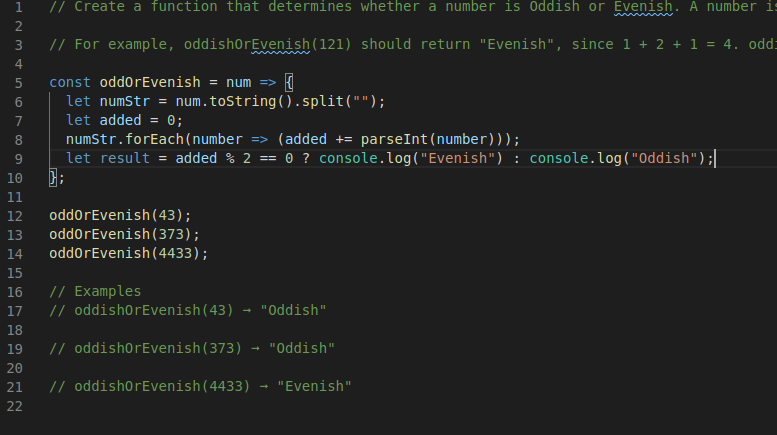 1 // Create a function that determines whether a number is Oddish or Evenish. A number is
2
3 // For example, oddishOrEvenish(121) should return "Evenish", since 1 + 2 + 1 = 4. oddi
4
5 const oddOrEvenish = num => {
6   let numStr = num.toString().split("");
7   let added = 0;
8   numStr.forEach(number => (added += parseInt(number)));
9   let result = added % 2 == 0 ? console.log("Evenish") : console.log("Oddish");
10 };
11
12 oddOrEvenish(43);
13 oddOrEvenish(373);
14 oddOrEvenish(4433);
15
16 // Examples
17 // oddishOrEvenish(43) → "Oddish"
18
19 // oddishOrEvenish(373) → "Oddish"
20
21 // oddishOrEvenish(4433) → "Evenish"
22